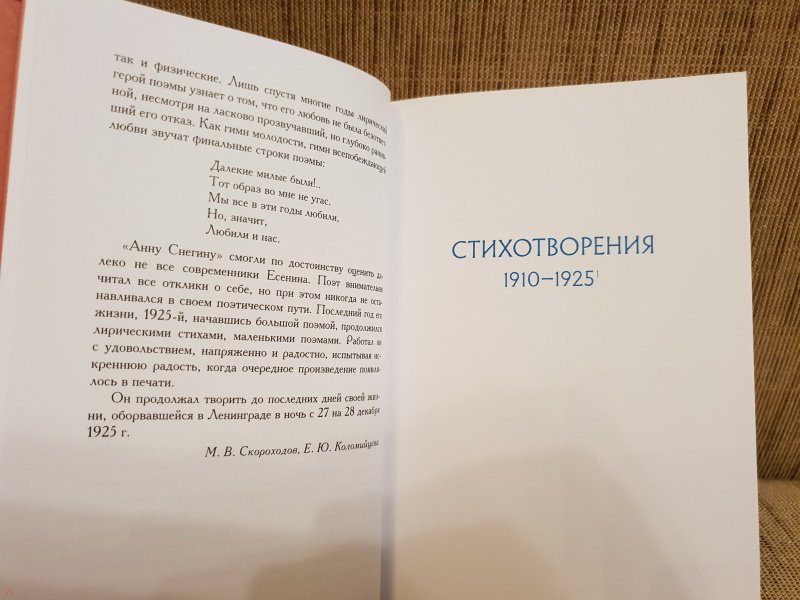 так и физические. Лишь спустя многие годы лирический
герой поэмы узнает о том, что его любовь не была безответ-
ной, несмотря на ласково прозвучавший, но глубоко ранив-
ший его отказ. Как гимн молодости, гимн всепобеждающей
любви звучат финальные строки поэмы:
Далекие милые были!..
Тот образ во мне не угас.
Мы все в эти годы любили,
Но, значит,
Любили и нас.
«Анну Снегину» смогли по достоинству оценить да-
леко не все современники Есенина. Поэт внимательно
читал все отклики о себе, но при этом никогда не оста-
навливался в своем поэтическом пути. Последний год его
жизни, 1925-й, начавшись большой поэмой, продолжился
лирическими стихами, маленькими поэмами. Работал он
с удовольствием, напряженно и радостно, испытывая ис-
креннюю радость, когда очередное произведение появля-
лось в печати.
Он продолжал творить до последних дней своей жиз-
ни, оборвавшейся в Ленинграде в ночь с 27 на 28 декабря
1925 г.
М. В. Скороходов, Е. Ю. Коломийцева
СТИХОТВОРЕНИЯ
1910–1925¹